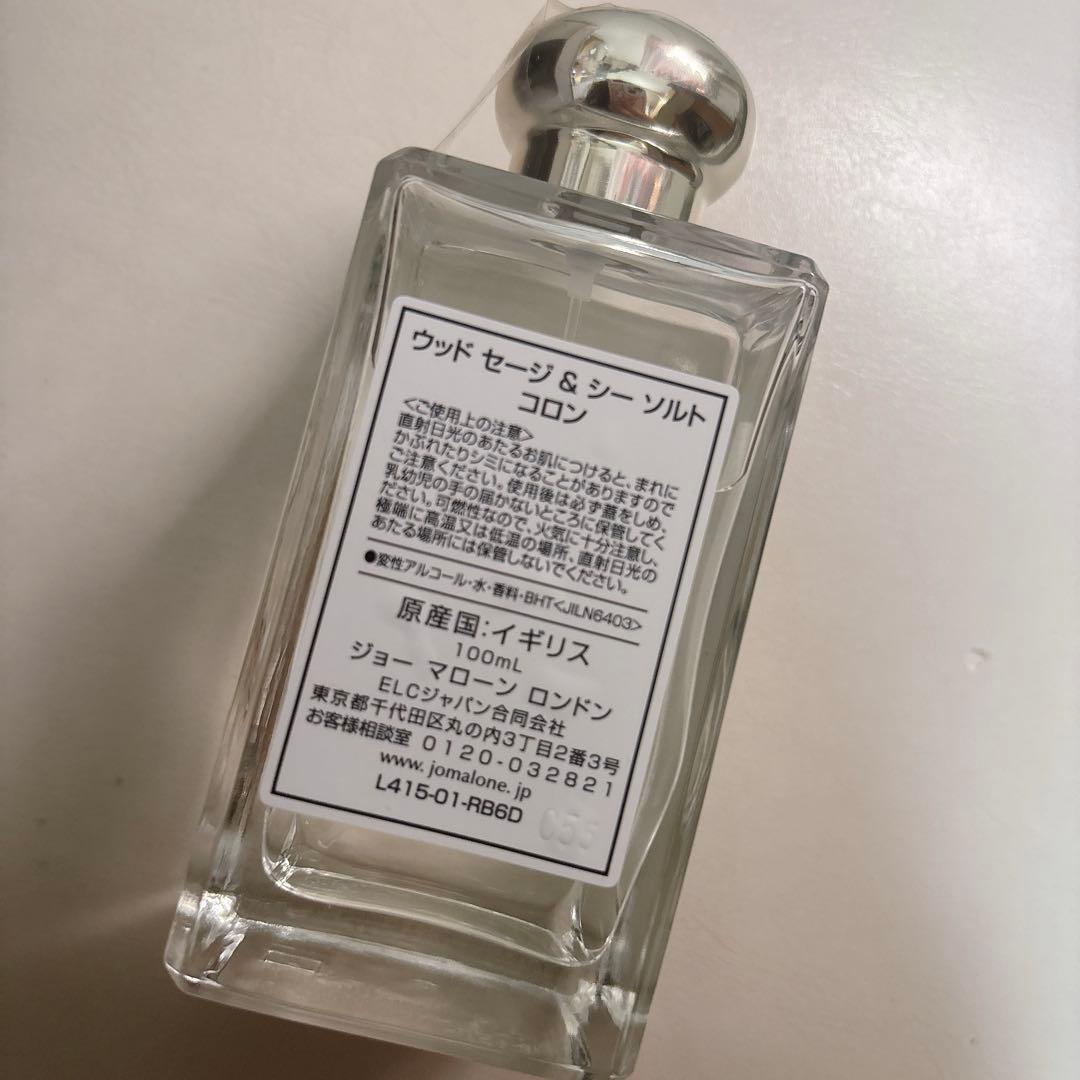 ウッド セージ & シー ソルト
コロン
<ご使用上の注意>
直射日光のあたるお肌につけると、まれに
かぶれたりシミになることがありますので
ご注意ください。使用後は必ず蓋をしめ、
乳幼児の手の届かないところに保管してく
ださい。可燃性なので、火気に十分注意し、
極端に高温又は低温の場所、直射日光の
あたる場所には保管しないでください。
●変性アルコール・水・香料・BHT<JILN6403>
原産国:イギリス
100mL
ジョー マローン ロンドン
ELCジャパン合同会社
東京都千代田区丸の内3丁目2番3号
お客様相談室 0120-032821
www. jomalone. jp
L415-01-RB6D